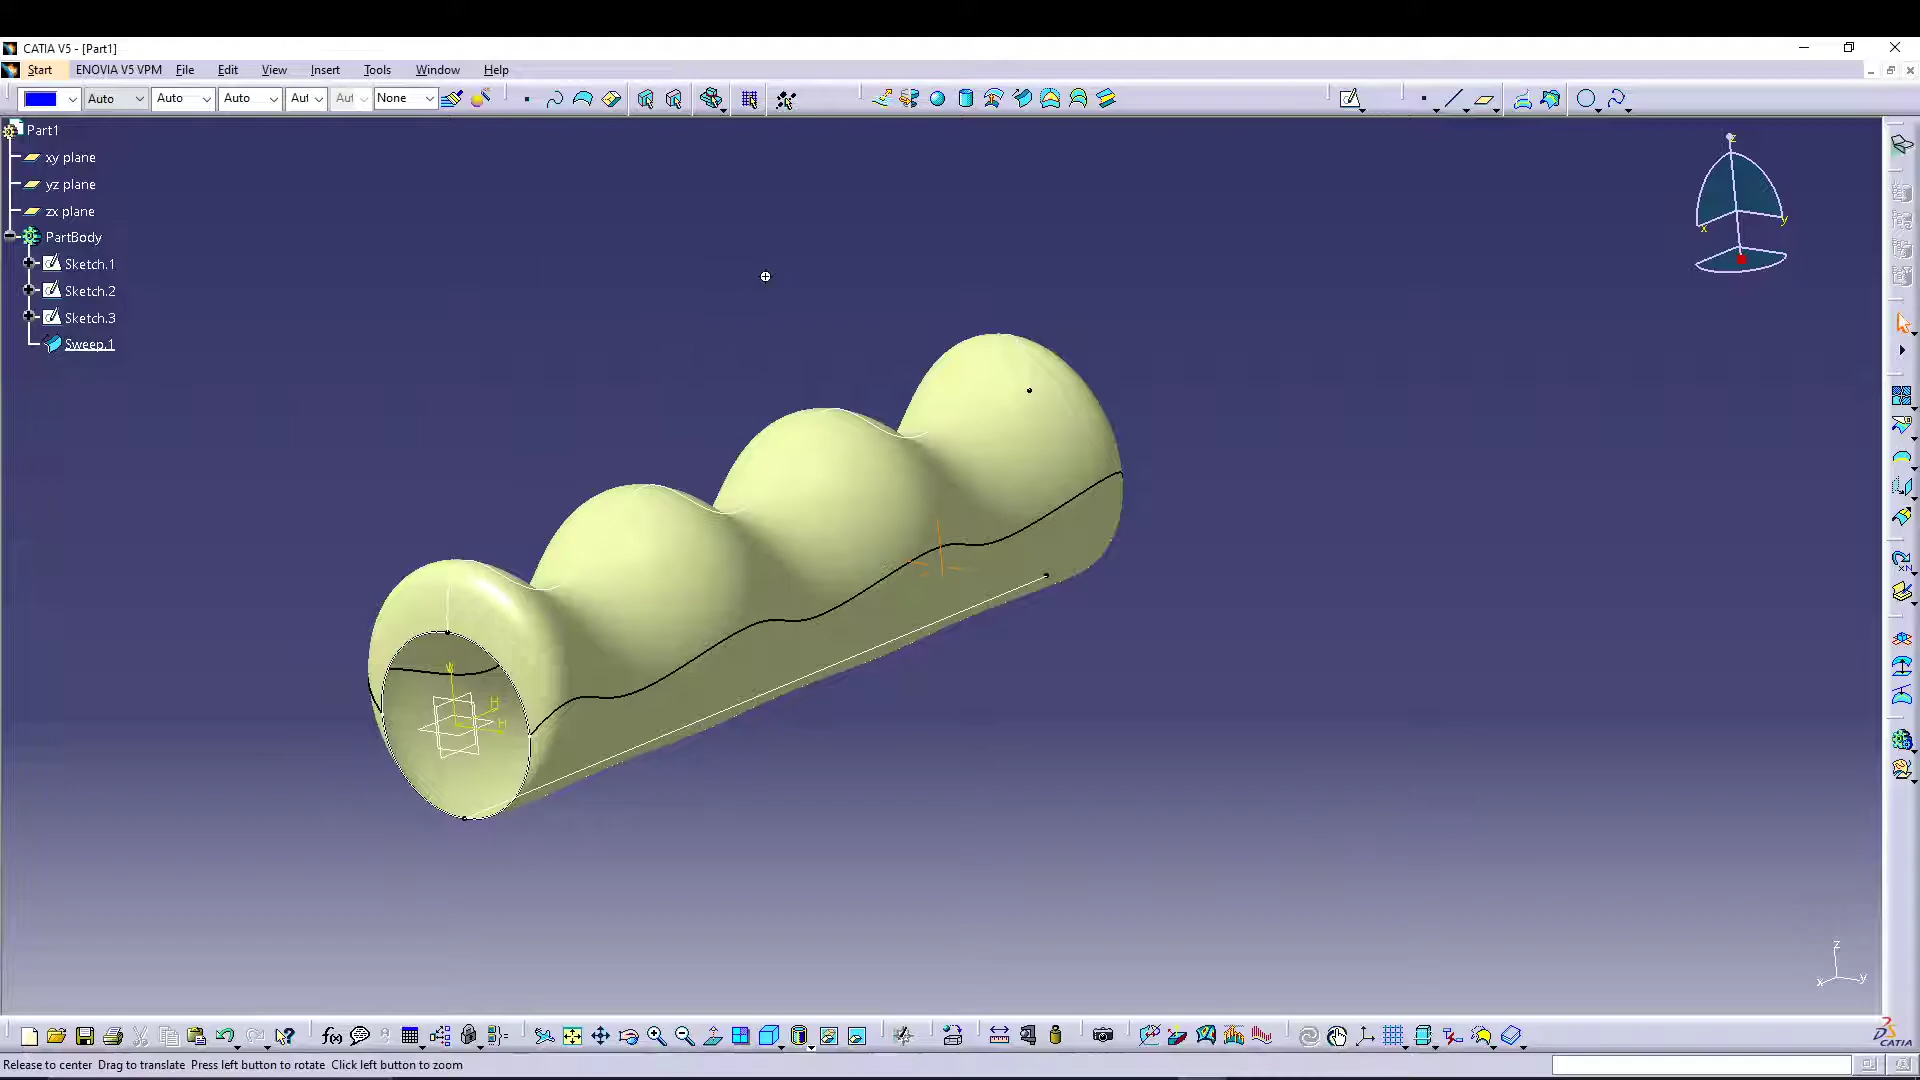 CATIA V5 - [Part1]
Start ENOVIA V5 VPM File Edit View Insert Tools Window Help
Auto Auto Auto Aut Aut None
Part1
xy plane
yz plane
zx plane
PartBody
Sketch.1
Sketch.2
Sketch.3
Sweep.1
z
x y
V
H
H
z
x y
f(x)
CATIA
Release to center Drag to translate Press left button to rotate Click left button to zoom